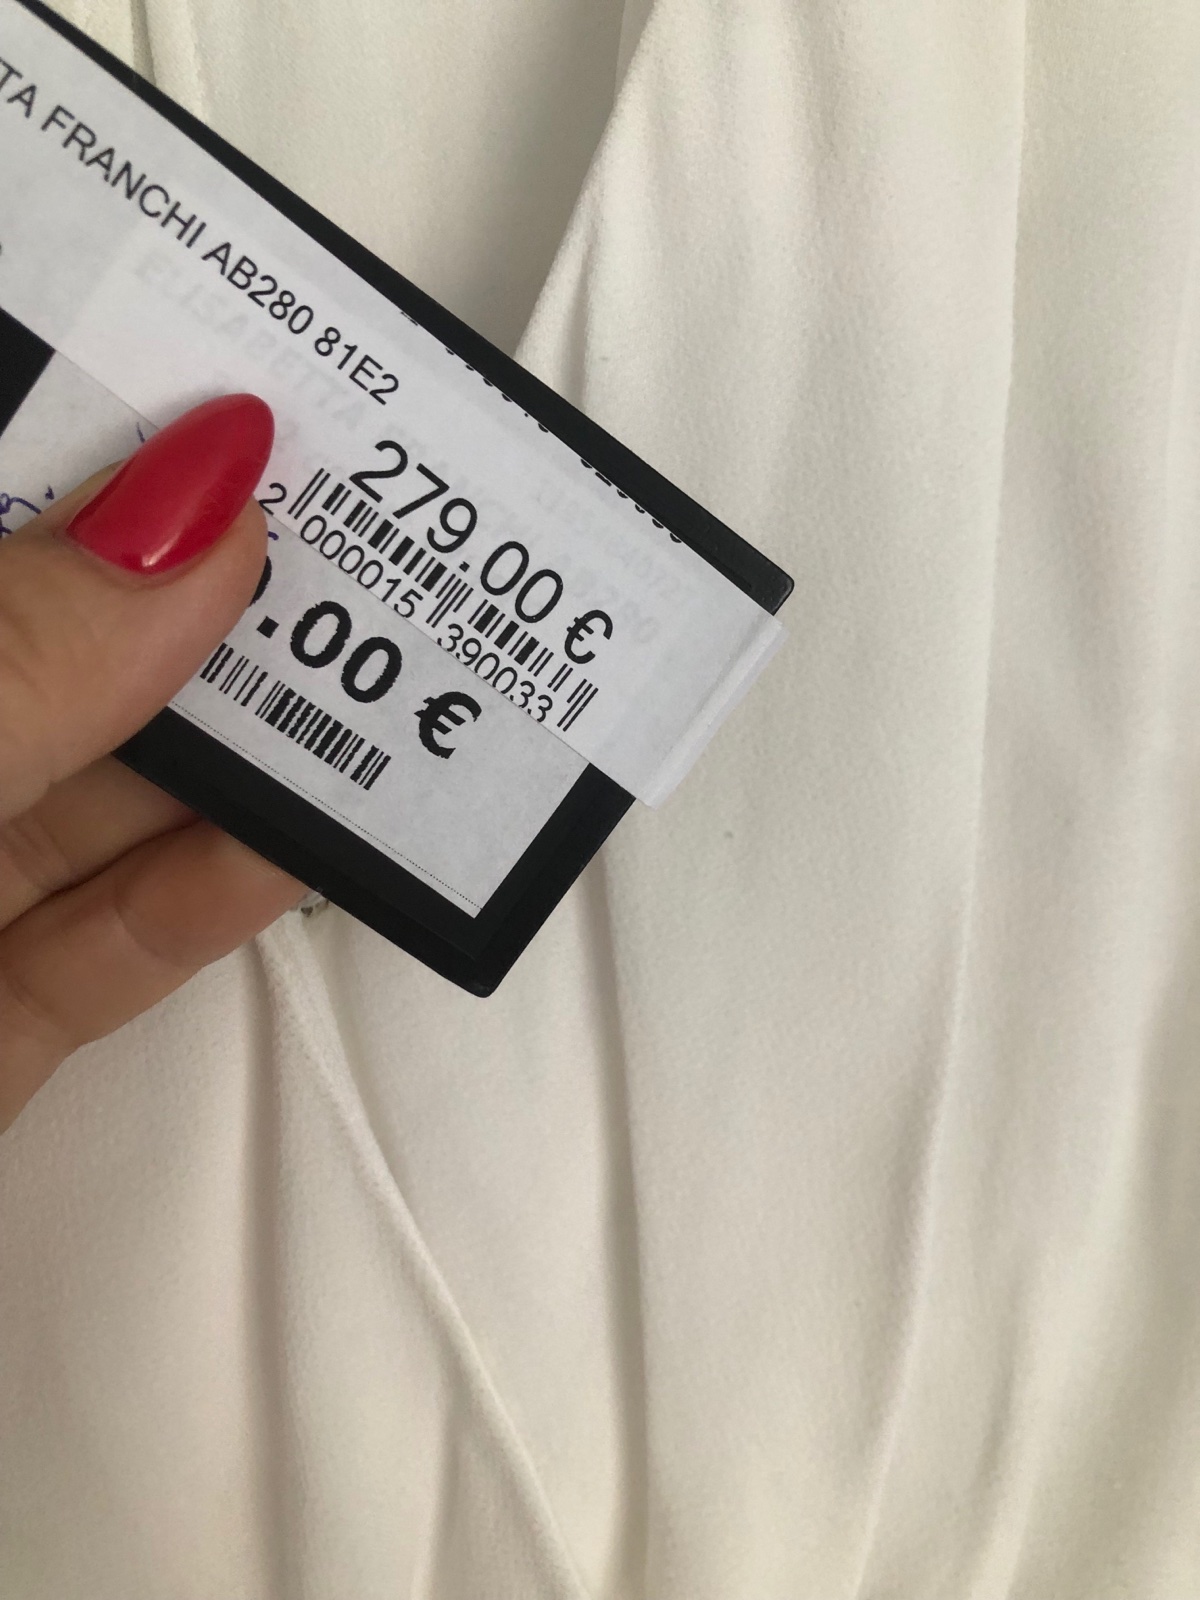 TA FRANCHI AB280 81E2
279.00 €
2 000015 390033
.00 €